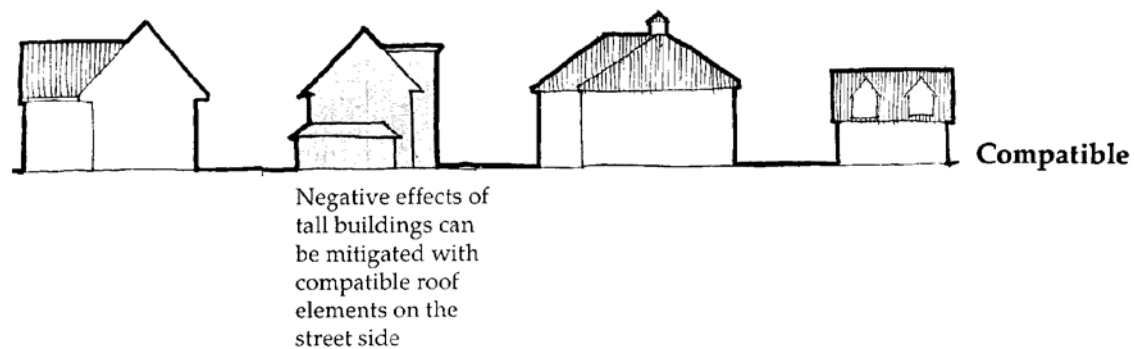 Compatible
Negative effects of
tall buildings can
be mitigated with
compatible roof
elements on the
street side